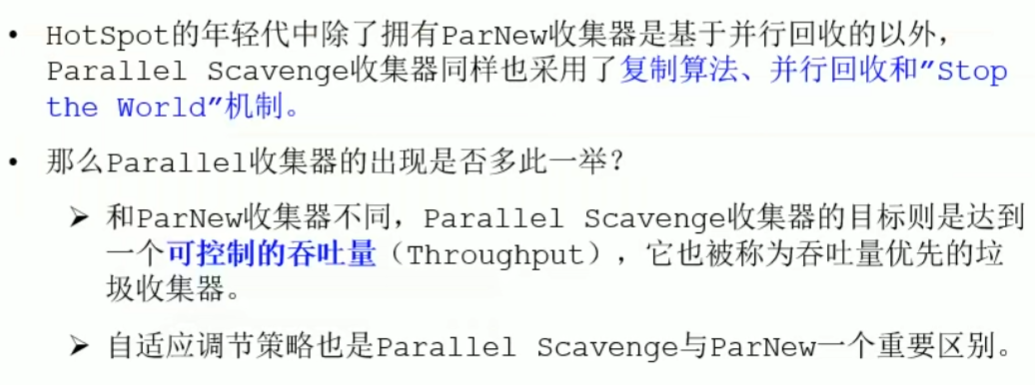 • HotSpot的年轻代中除了拥有ParNew收集器是基于并行回收的以外，
Parallel Scavenge收集器同样也采用了复制算法、并行回收和"Stop
the World"机制。
• 那么Parallel收集器的出现是否多此一举？
➢ 和ParNew收集器不同，Parallel Scavenge收集器的目标则是达到
一个可控制的吞吐量（Throughput），它也被称为吞吐量优先的垃
圾收集器。
➢ 自适应调节策略也是Parallel Scavenge与ParNew一个重要区别。